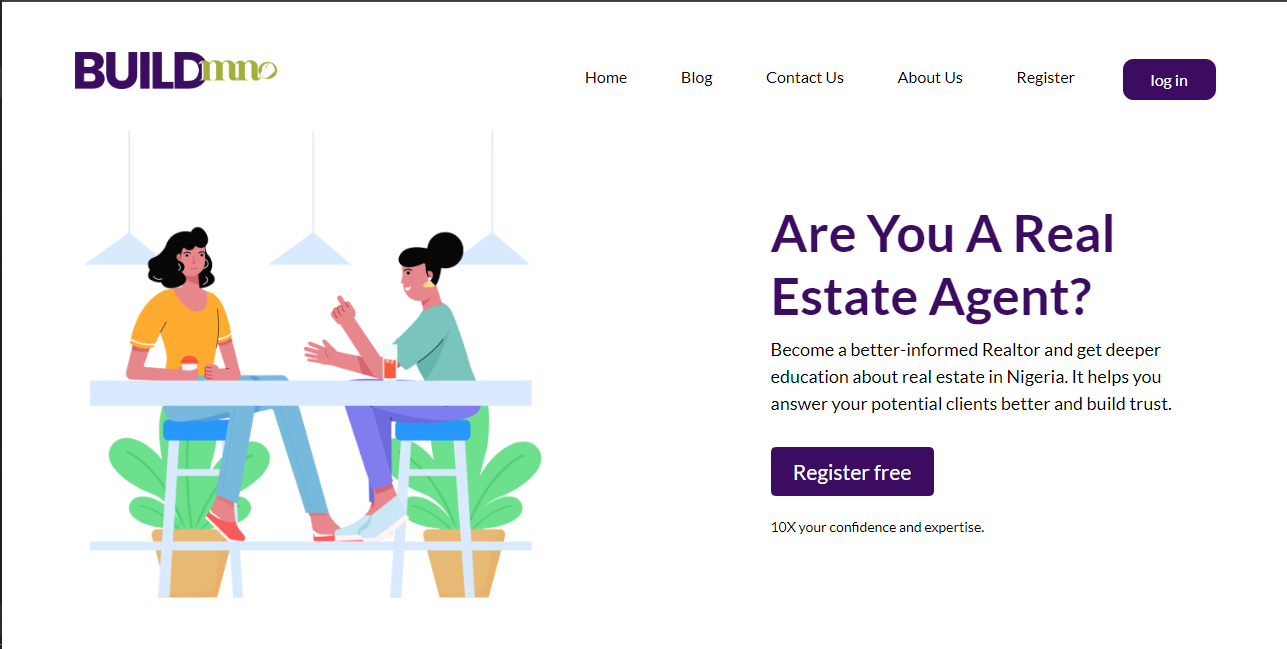 BUILDmno
Home Blog Contact Us About Us Register log in
Are You A Real
Estate Agent?
Become a better-informed Realtor and get deeper
education about real estate in Nigeria. It helps you
answer your potential clients better and build trust.
Register free
10X your confidence and expertise.